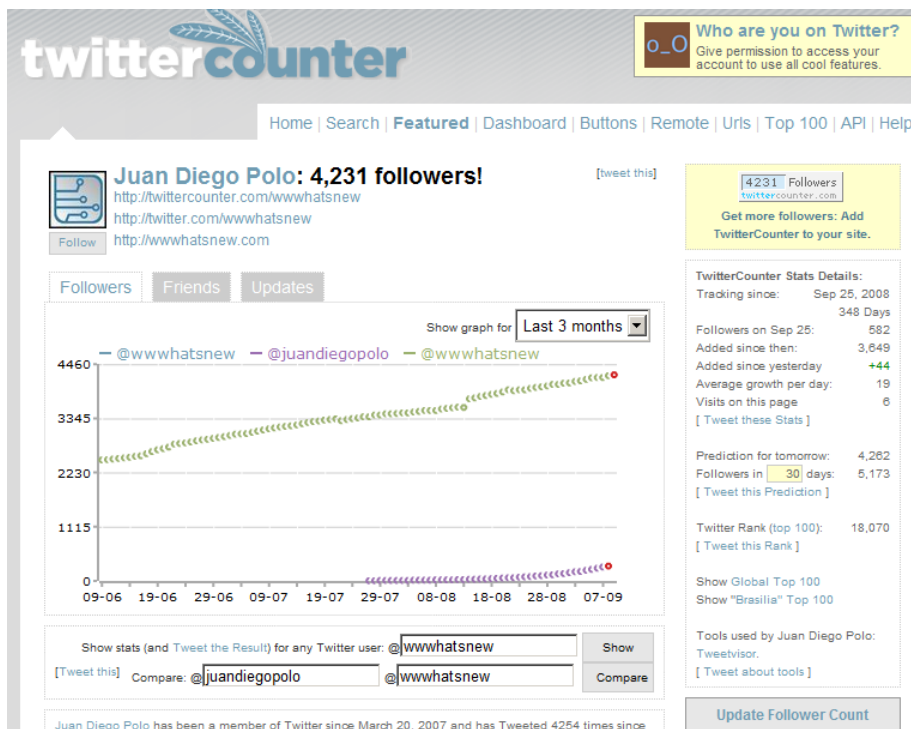 twittercounter
o_O
Who are you on Twitter?
Give permission to access your
account to use all cool features.
Home | Search | Featured | Dashboard | Buttons | Remote | Urls | Top 100 | API | Help
Juan Diego Polo: 4,231 followers!
[tweet this]
http://twittercounter.com/wwwhatsnew
http://twitter.com/wwwhatsnew
Follow
http://wwwhatsnew.com
4231 Followers
twittercounter.com
Get more followers: Add
TwitterCounter to your site.
Followers Friends Updates
Show graph for Last 3 months
@wwwhatsnew @juandiegopolo @wwwhatsnew
4460
3345
2230
1115
0
09-06 19-06 29-06 09-07 19-07 29-07 08-08 18-08 28-08 07-09
TwitterCounter Stats Details:
Tracking since: Sep 25, 2008
348 Days
Followers on Sep 25: 582
Added since then: 3,649
Added since yesterday +44
Average growth per day: 19
Visits on this page 6
[ Tweet these Stats ]
Prediction for tomorrow: 4,262
Followers in 30 days: 5,173
[ Tweet this Prediction ]
Twitter Rank (top 100): 18,070
[ Tweet this Rank ]
Show Global Top 100
Show "Brasilia" Top 100
Tools used by Juan Diego Polo:
Tweetvisor.
[ Tweet about tools ]
Show stats (and Tweet the Result) for any Twitter user: @ wwwhatsnew Show
[Tweet this] Compare: @ juandiegopolo @ wwwhatsnew Compare
Update Follower Count
Juan Diego Polo has been a member of Twitter since March 20, 2007 and has Tweeted 4254 times since